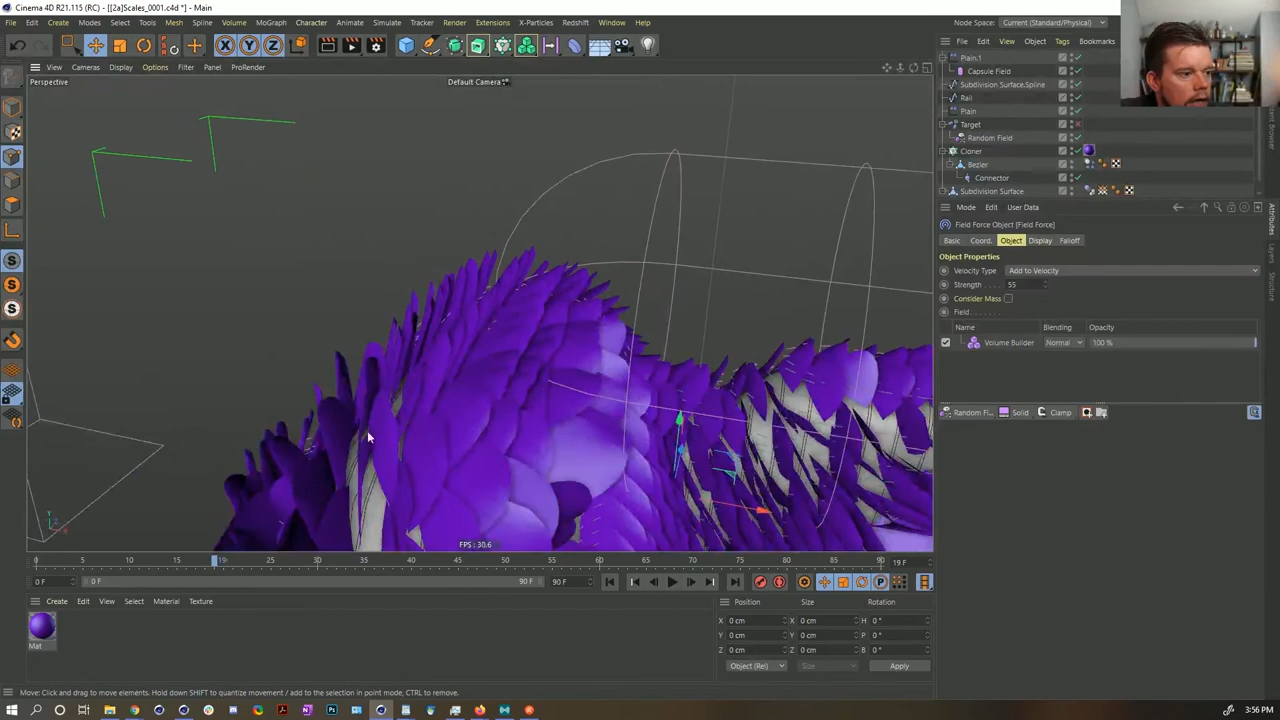 Cinema 4D R21.115 (RC) - [[2a]Scales_0001.c4d *] - Main
File Edit Create Modes Select Tools Mesh Spline Volume MoGraph Character Animate Simulate Tracker Render Extensions X-Particles Redshift Window Help
Node Space: Current (Standard/Physical)
X Y Z
File Edit View Object Tags Bookmarks
View Cameras Display Options Filter Panel ProRender
Perspective
Default Camera
Plain.1
Capsule Field
Subdivision Surface.Spline
Rail
Plain
Target
Random Field
Cloner
Bezier
Connector
Subdivision Surface
Mode Edit User Data
Field Force Object [Field Force]
Basic Coord. Object Display Falloff
Object Properties
Velocity Type Add to Velocity
Strength . . . . 55
Consider Mass
Field . . . . .
Name Blending Opacity
Volume Builder Normal 100 %
Random Fi... Solid Clamp
Attributes
Layers
Structure
FPS : 30.6
0 5 10 15 19 25 30 35 40 45 50 55 60 65 70 75 80 85 90 19 F
0 F 0 F 90 F 90 F
Create Edit View Select Material Texture
Mat
Position Size Rotation
X 0 cm X 0 cm H 0 °
Y 0 cm Y 0 cm P 0 °
Z 0 cm Z 0 cm B 0 °
Object (Rel) Size Apply
Move: Click and drag to move elements. Hold down SHIFT to quantize movement / add to the selection in point mode, CTRL to remove.
3:56 PM